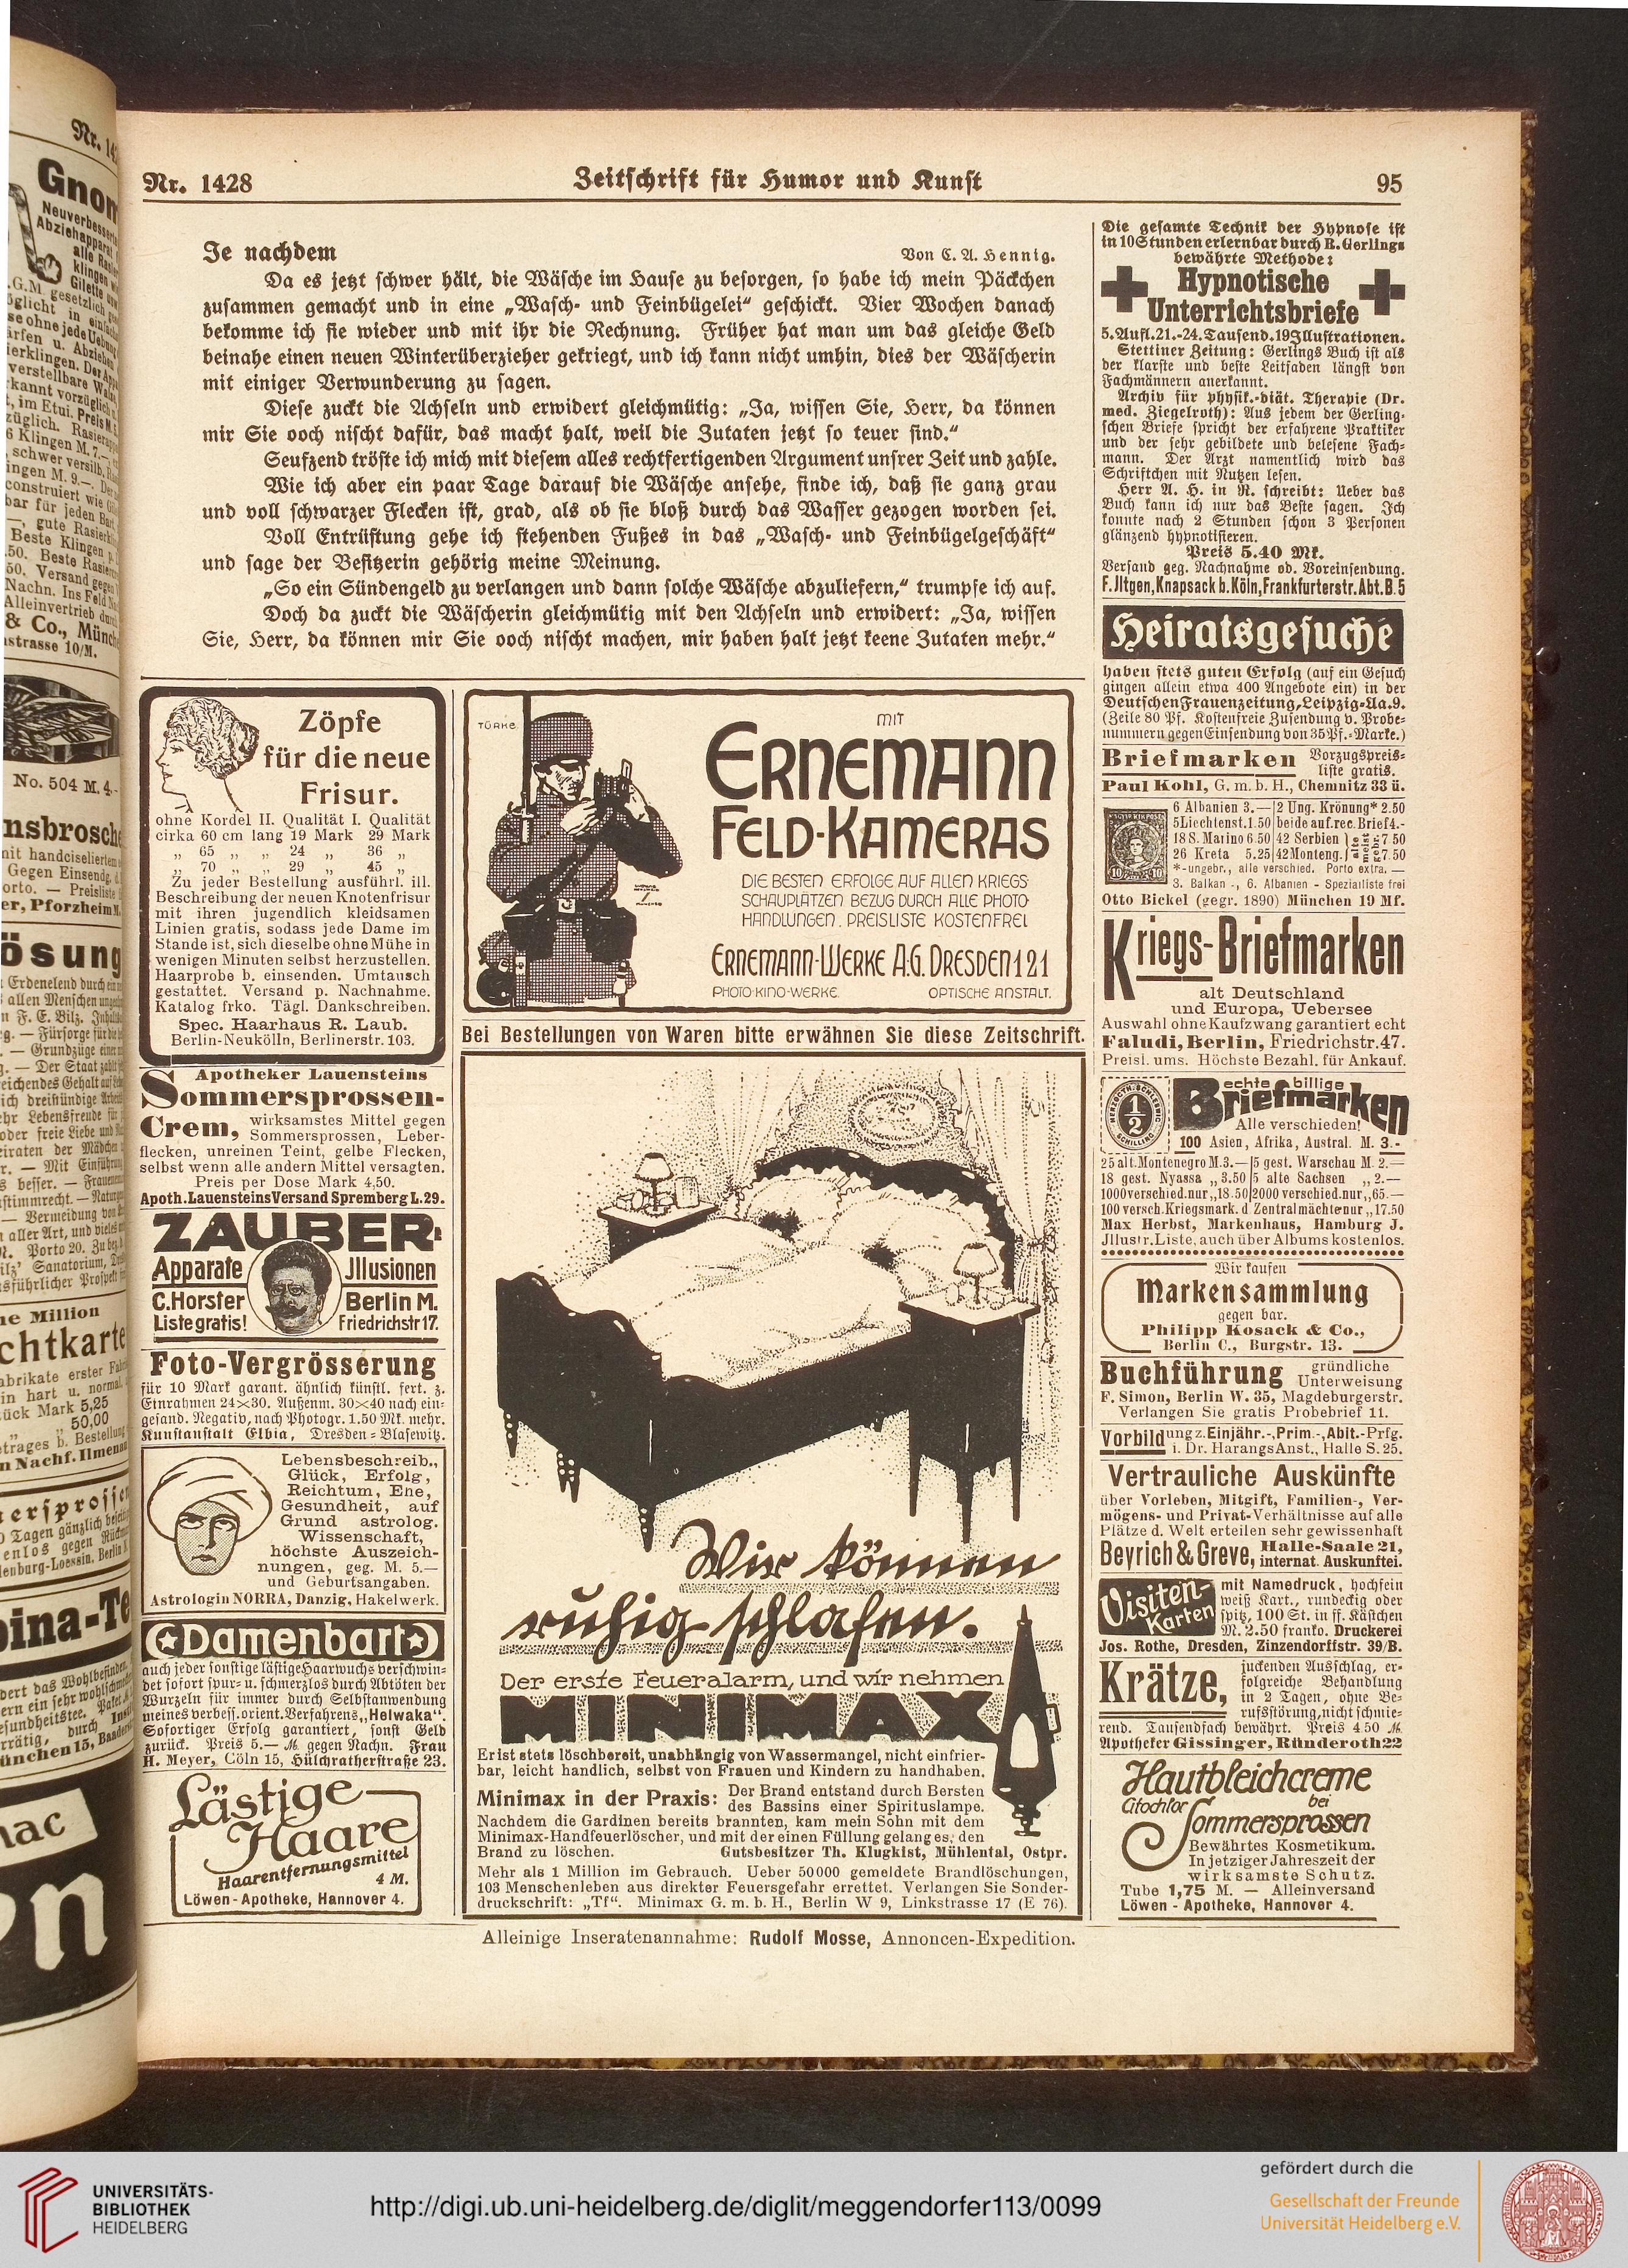 Nr. 1428
Zeitschrift für Humor und Kunst
95
Je nachdem
Von C. A. Hennig.
Da es jetzt schwer hält, die Wäsche im Hause zu besorgen, so habe ich mein Päckchen
zusammen gemacht und in eine „Wasch- und Feinbügelei“ geschickt. Vier Wochen danach
bekomme ich sie wieder und mit ihr die Rechnung. Früher hat man um das gleiche Geld
beinahe einen neuen Winterüberzieher gekriegt, und ich kann nicht umhin, dies der Wäscherin
mit einiger Verwunderung zu sagen.
Diese zuckt die Achseln und erwidert gleichmütig: „Ja, wissen Sie, Herr, da können
mir Sie ooch nischt dafür, das macht halt, weil die Zutaten jetzt so teuer sind.“
Seufzend tröste ich mich mit diesem alles rechtfertigenden Argument unsrer Zeit und zahle.
Wie ich aber ein paar Tage darauf die Wäsche ansehe, finde ich, daß sie ganz grau
und voll schwarzer Flecken ist, grad, als ob sie bloß durch das Wasser gezogen worden sei.
Voll Entrüstung gehe ich stehenden Fußes in das „Wasch- und Feinbügelgeschäft“
und sage der Besitzerin gehörig meine Meinung.
„So ein Sündengeld zu verlangen und dann solche Wäsche abzuliefern,“ trumpfe ich auf.
Doch da zuckt die Wäscherin gleichmütig mit den Achseln und erwidert: „Ja, wissen
Sie, Herr, da können mir Sie ooch nischt machen, mir haben halt jetzt keene Zutaten mehr.“
Zöpfe
für die neue
Frisur.
ohne Kordel II. Qualität I. Qualität
cirka 60 cm lang 19 Mark 29 Mark
„ 65 „ „ 24 „ 36 „
„ 70 „ „ 29 „ 45 „
Zu jeder Bestellung ausführl. ill.
Beschreibung der neuen Knotenfrisur
mit ihren jugendlich kleidsamen
Linien gratis, sodass jede Dame im
Stande ist, sich dieselbe ohne Mühe in
wenigen Minuten selbst herzustellen.
Haarprobe b. einsenden. Umtausch
gestattet. Versand p. Nachnahme.
Katalog frko. Tägl. Dankschreiben.
Spec. Haarhaus R. Laub.
Berlin-Neukölln, Berlinerstr. 103.
Apotheker Lauensteins
Sommersprossen-
Crem, wirksamstes Mittel gegen
Sommersprossen, Leber-
flecken, unreinen Teint, gelbe Flecken,
selbst wenn alle andern Mittel versagten.
Preis per Dose Mark 4,50.
Apoth. Lauensteins Versand Spremberg L. 29.
ZAUBER-
Apparate Jllusionen
C. Horster Berlin M.
Liste gratis! Friedrichstr 17.
Foto-Vergrösserung
für 10 Mark garant. ähnlich künstl. fert. z.
Einrahmen 24×30. Außenm. 30×40 nach ein-
gesand. Negativ, nach Photogr. 1.50 Mk. mehr.
Kunstanstalt Elbia, Dresden-Blasewitz.
Lebensbeschreib.,
Glück, Erfolg,
Reichtum, Ehe,
Gesundheit, auf
Grund astrolog.
Wissenschaft,
höchste Auszeich-
nungen, geg. M. 5.—
und Geburtsangaben.
Astrologin NORRA, Danzig, Hakelwerk.
Damenbart
auch jeder sonstige lästige Haarwuchs verschwin-
det sofort spur- u. schmerzlos durch Abtöten der
Wurzeln für immer durch Selbstanwendung
meines verbess. orient. Verfahrens „Helwaka“.
Sofortiger Erfolg garantiert, sonst Geld
zurück. Preis 5.— M. gegen Nachn. Frau
H. Meyer, Cöln 15, Hülchratherstraße 23.
Lästige
Haare
Haarentfernungsmittel
4 M.
Löwen-Apotheke, Hannover 4.
TÜRKE
MIT
ERNEMANN
FELD-KAMERAS
DIE BESTEN ERFOLGE AUF ALLEN KRIEGS-
SCHAUPLÄTZEN BEZUG DURCH ALLE PHOTO-
HANDLUNGEN. PREISLISTE KOSTENFREI
ERNEMANN-WERKE A:G. DRESDEN 121
PHOTO-KINO-WERKE. OPTISCHE ANSTALT.
Bei Bestellungen von Waren bitte erwähnen Sie diese Zeitschrift.
Wir können
ruhig schlafen.
Der erste Feueralarm, und wir nehmen
MINIMAX
Er ist stets löschbereit, unabhängig von Wassermangel, nicht einfrier-
bar, leicht handlich, selbst von Frauen und Kindern zu handhaben.
Minimax in der Praxis: Der Brand entstand durch Bersten
des Bassins einer Spirituslampe.
Nachdem die Gardinen bereits brannten, kam mein Sohn mit dem
Minimax-Handfeuerlöscher, und mit der einen Füllung gelang es, den
Brand zu löschen. Gutsbesitzer Th. Klugkist, Mühlental, Ostpr.
Mehr als 1 Million im Gebrauch. Ueber 50000 gemeldete Brandlöschungen,
103 Menschenleben aus direkter Feuersgefahr errettet. Verlangen Sie Sonder-
druckschrift: „Tf“. Minimax G. m. b. H., Berlin W 9, Linkstrasse 17 (E 76).
Die gesamte Technik der Hypnose ist
in 10 Stunden erlernbar durch R. Gerlings
bewährte Methode:
Hypnotische
Unterrichtsbriefe
5. Aufl. 21.-24. Tausend. 19 Illustrationen.
Stettiner Zeitung: Gerlings Buch ist als
der klarste und beste Leitfaden längst von
Fachmännern anerkannt.
Archiv für physik.-diät. Therapie (Dr.
med. Ziegelroth): Aus jedem der Gerling-
schen Briefe spricht der erfahrene Praktiker
und der sehr gebildete und belesene Fach-
mann. Der Arzt namentlich wird das
Schriftchen mit Nutzen lesen.
Herr A. H. in N. schreibt: Ueber das
Buch kann ich nur das Beste sagen. Ich
konnte nach 2 Stunden schon 3 Personen
glänzend hypnotisieren.
Preis 5.40 Mk.
Versand geg. Nachnahme od. Voreinsendung.
F. Jltgen, Knapsack b. Köln, Frankfurterstr. Abt. B. 5
Heiratsgesuche
haben stets guten Erfolg (auf ein Gesuch
gingen allein etwa 400 Angebote ein) in der
Deutschen Frauenzeitung, Leipzig-Ua. 9.
(Zeile 80 Pf. Kostenfreie Zusendung v. Probe-
nummern gegen Einsendung von 35 Pf.-Marke.)
Briefmarken Vorzugspreis-
liste gratis.
Paul Kohl, G. m. b. H., Chemnitz 33 ü.
6 Albanien 3.— 2 Ung. Krönung* 2.50
5 Liechtenst. 1.50 beide auf. rec. Brief 4.-
18 S. Marino 6.50 42 Serbien 7.50
26 Kreta 5.25 42 Monteng. 7.50
*-ungebr., alle verschied. Porto extra. —
3. Balkan-, 6. Albanien - Spezialliste frei
Otto Bickel (gegr. 1890) München 19 Mf.
Kriegs-Briefmarken
alt Deutschland
und Europa, Uebersee
Auswahl ohne Kaufzwang garantiert echt
Faludi, Berlin, Friedrichstr. 47.
Preisl. ums. Höchste Bezahl. für Ankauf.
HERZOGTH. SCHLESWIG
1/2
SCHILLING
echte billige
Briefmarken
Alle verschieden!
100 Asien, Afrika, Austral. M. 3.-
25 alt. Montenegro M. 3.— 5 gest. Warschau M. 2.—
18 gest. Nyassa „ 3.50 5 alte Sachsen „ 2.—
1000 verschied. nur „ 18.50 2000 verschied. nur „ 65.—
100 versch. Kriegsmark. d Zentralmächte nur „ 17.50
Max Herbst, Markenhaus, Hamburg J.
Jllustr. Liste, auch über Albums kostenlos.
Wir kaufen
Markensammlung
gegen bar.
Philipp Kosack & Co.,
Berlin C., Burgstr. 13.
Buchführung gründliche
Unterweisung
F. Simon, Berlin W. 35, Magdeburgerstr.
Verlangen Sie gratis Probebrief 11.
Vorbildung z. Einjähr.-, Prim.-, Abit.-Prfg.
i. Dr. Harangs Anst., Halle S. 25.
Vertrauliche Auskünfte
über Vorleben, Mitgift, Familien-, Ver-
mögens- und Privat-Verhältnisse auf alle
Plätze d. Welt erteilen sehr gewissenhaft
Beyrich & Greve, Halle-Saale 21,
internat. Auskunftei.
Visiten-
Karten
mit Namedruck, hochfein
weiß Kart., rundeckig oder
spitz, 100 St. in ff. Kästchen
M. 2.50 franko. Druckerei
Jos. Rothe, Dresden, Zinzendorffstr. 39/B.
Krätze, juckenden Ausschlag, er-
folgreiche Behandlung
in 2 Tagen, ohne Be-
rufsstörung, nicht schmie-
rend. Tausendfach bewährt. Preis 4.50 M
Apotheker Gissinger, Ründeroth 22
Hautbleichcreme
bei
Sommersprossen
Bewährtes Kosmetikum.
In jetziger Jahreszeit der
wirksamste Schutz.
Tube 1,75 M. — Alleinversand
Löwen-Apotheke, Hannover 4.
Alleinige Inseratenannahme: Rudolf Mosse, Annoncen-Expedition.
UNIVERSITÄTS-
BIBLIOTHEK
HEIDELBERG
http://digi.ub.uni-heidelberg.de/diglit/meggendorfer113/0099
gefördert durch die
Gesellschaft der Freunde
Universität Heidelberg e.V.